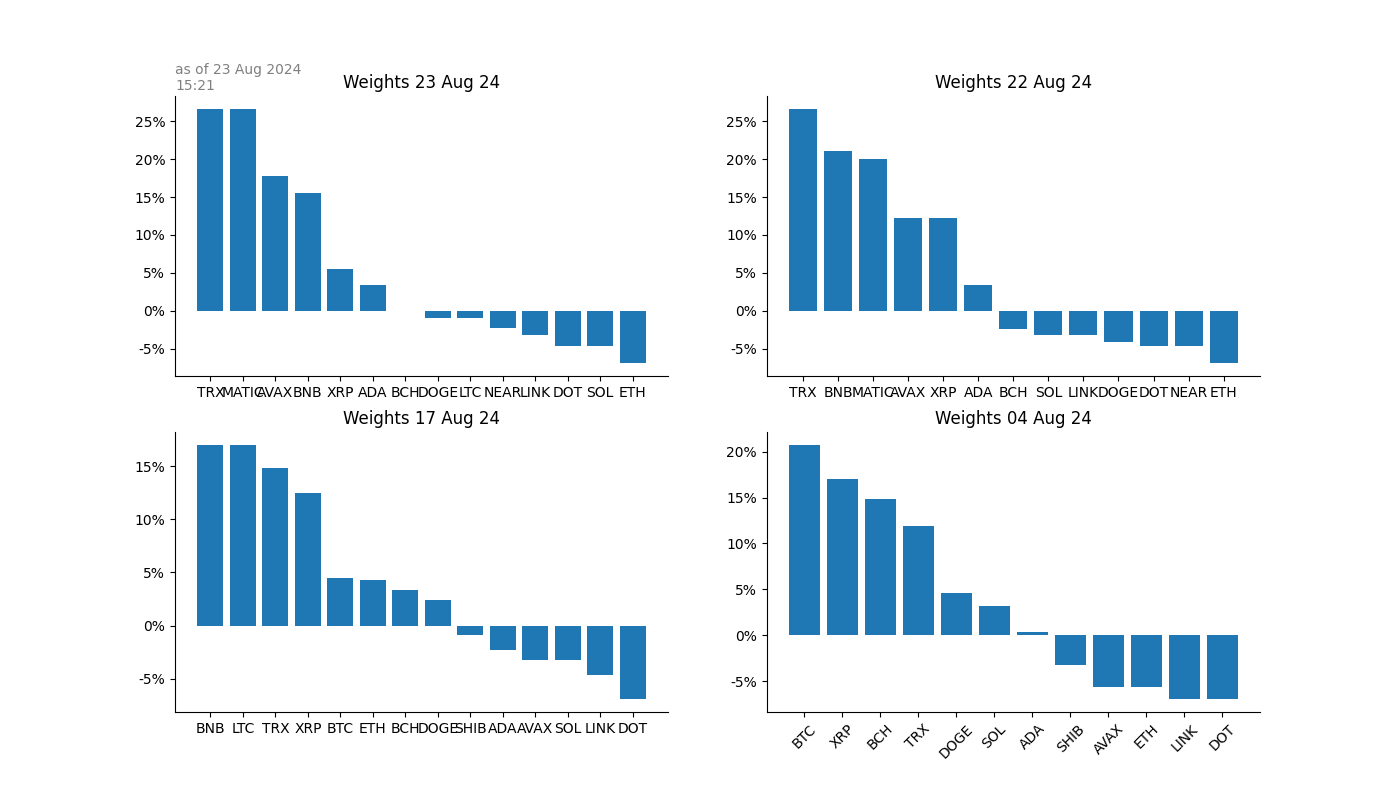 as of 23 Aug 2024
15:21
Weights 23 Aug 24
25%
20%
15%
10%
5%
0%
-5%
TRX MATIC AVAX BNB XRP ADA BCH DOGE LTC NEAR LINK DOT SOL ETH
Weights 22 Aug 24
25%
20%
15%
10%
5%
0%
-5%
TRX BNB MATIC AVAX XRP ADA BCH SOL LINK DOGE DOT NEAR ETH
Weights 17 Aug 24
15%
10%
5%
0%
-5%
BNB LTC TRX XRP BTC ETH BCH DOGE SHIB ADA AVAX SOL LINK DOT
Weights 04 Aug 24
20%
15%
10%
5%
0%
-5%
BTC XRP BCH TRX DOGE SOL ADA SHIB AVAX ETH LINK DOT